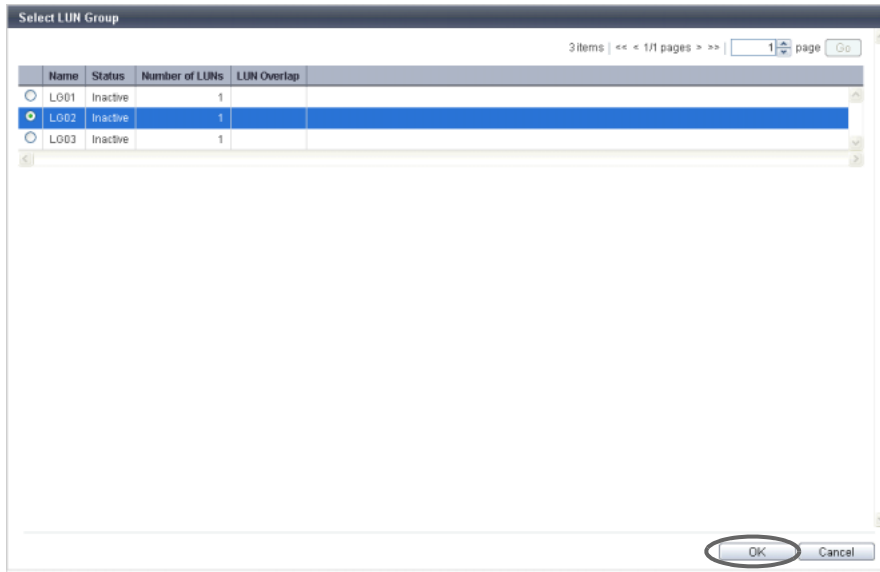 Select LUN Group
3 items | << < 1/1 pages > >> | 1 page Go
Name Status Number of LUNs LUN Overlap
LG01 Inactive 1
LG02 Inactive 1
LG03 Inactive 1
OK Cancel